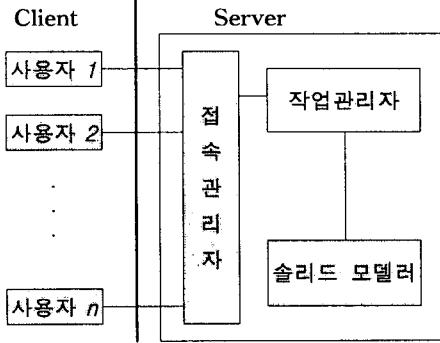 Client
Server
사용자 1
사용자 2
.
.
.
사용자 n
접속관리자
작업관리자
솔리드 모델러